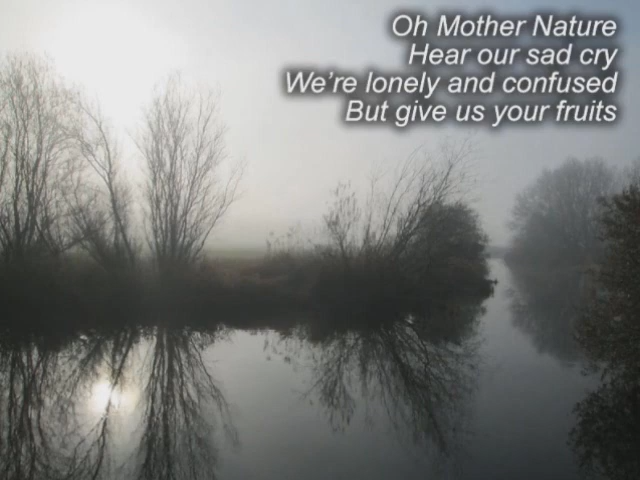 Oh Mother Nature
Hear our sad cry
We're lonely and confused
But give us your fruits